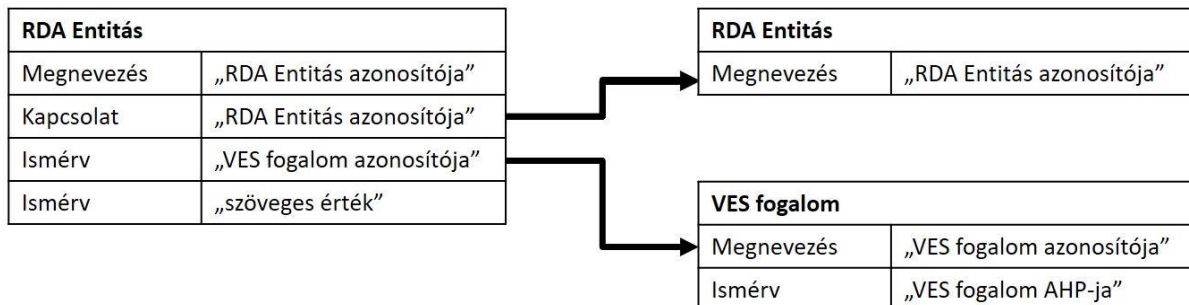 RDA Entitás
Megnevezés „RDA Entitás azonosítója”
Kapcsolat „RDA Entitás azonosítója”
Ismérv „VES fogalom azonosítója”
Ismérv „szöveges érték”
RDA Entitás
Megnevezés „RDA Entitás azonosítója”
VES fogalom
Megnevezés „VES fogalom azonosítója”
Ismérv „VES fogalom AHP-ja”